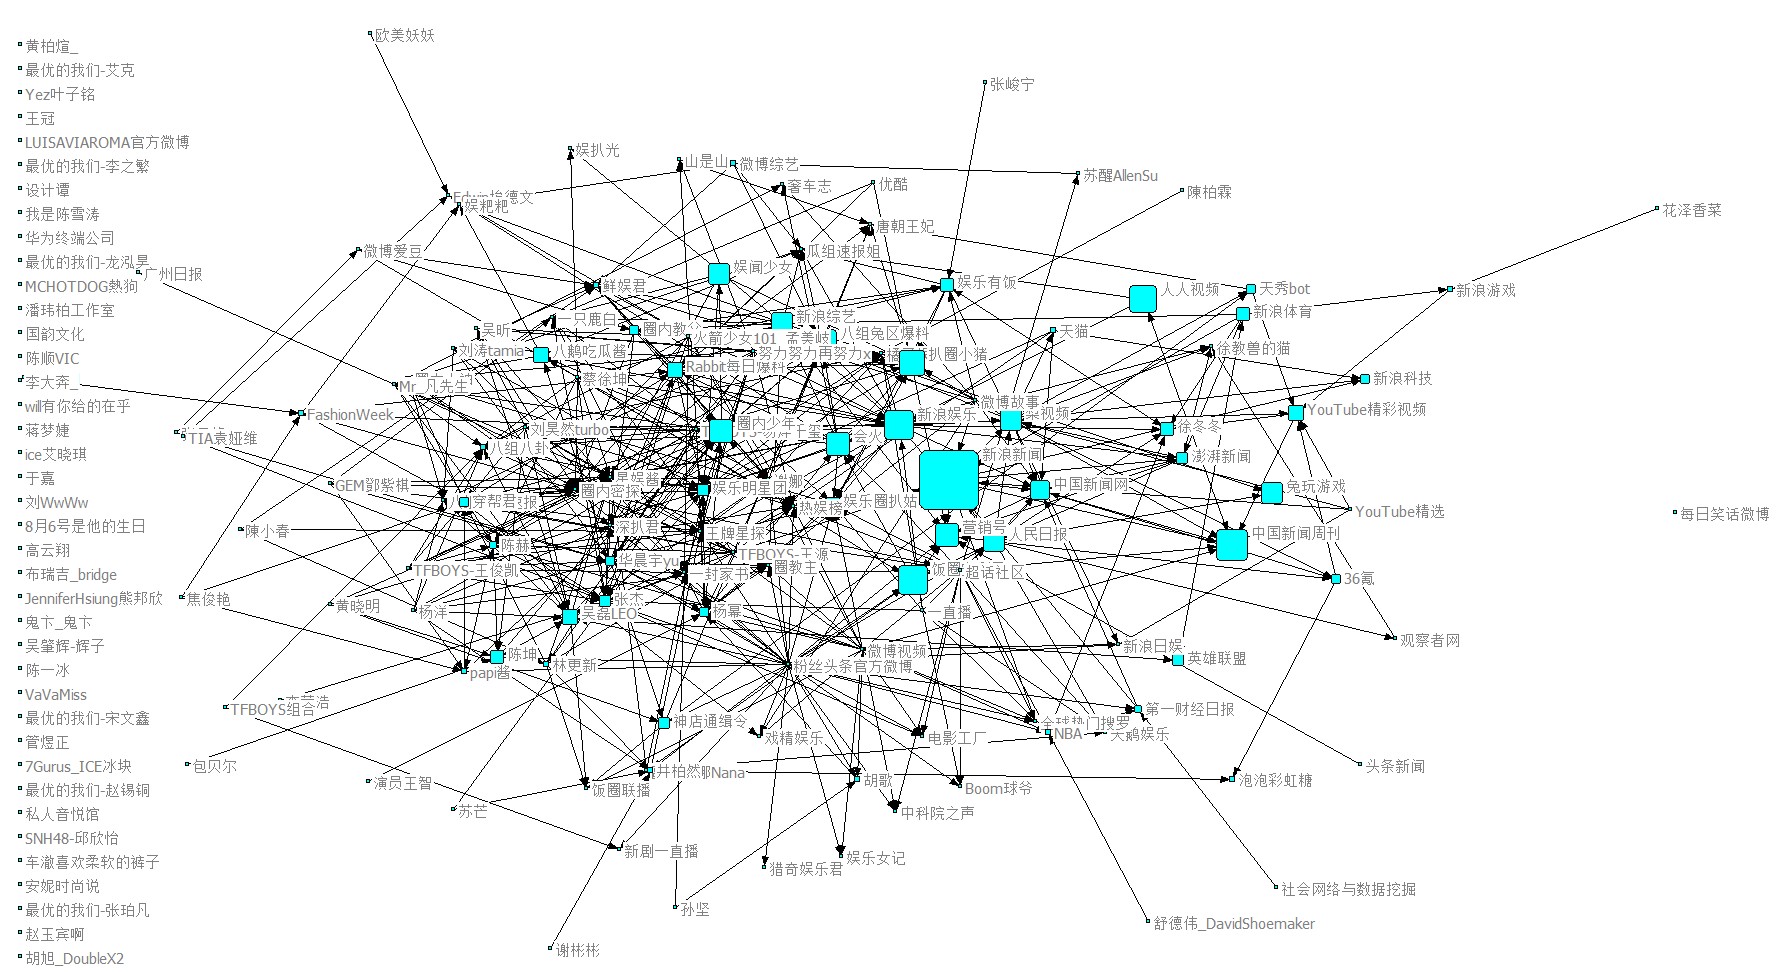 黄柏煊_
最优的我们-艾克
Yez叶子铭
王冠
LUISAVIAROMA官方微博
最优的我们-李之繁
设计谭
我是陈雪涛
华为终端公司
最优的我们-龙泓昊
MCHOTDOG熱狗
潘玮柏工作室
国韵文化
陈顺VIC
李大奔_
will有你给的在乎
蒋梦婕
ice艾晓琪
于嘉
刘WwWw
8月6号是他的生日
高云翔
布瑞吉_bridge
JenniferHsiung熊邦欣
鬼卞_鬼卞
吴肇辉-辉子
陈一冰
VaVaMiss
最优的我们-宋文鑫
管煜正
7Gurus_ICE冰块
最优的我们-赵锡铜
私人音悦馆
SNH48-邱欣怡
车澈喜欢柔软的裤子
安妮时尚说
最优的我们-张珀凡
赵玉宾啊
胡旭_DoubleX2
欧美妖妖
张峻宁
娱扒光
山是山
微博综艺
奢车志
优酷
苏醒AllenSu
陳柏霖
花泽香菜
娱粑粑
唐朝王妃
微博爱豆
瓜组速报姐
广州日报
鲜娱君
娱闻少女
娱乐有饭
人人视频
天秀bot
新浪体育
新浪游戏
吴昕
一只鹿白
圈内教父
新浪综艺
火箭少女101_孟美岐
八组兔区爆料
天猫
刘涛tamia
八鹅吃瓜酱
努力努力再努力x
扒圈小猪
徐教兽的猫
Mr_凡先生
蔡徐坤
Rabbit每日爆料
新浪科技
FashionWeek
微博故事
新浪娱乐
YouTube精彩视频
刘昊然turbo
圈内少年
徐冬冬
TIA袁娅维
八组八卦
新浪新闻
澎湃新闻
GEM鄧紫棋
星娱酱
圈内密探
娱乐明星团
中国新闻网
兔玩游戏
穿帮君
热娱榜
娱乐圈扒姑
YouTube精选
每日笑话微博
陳小春
深扒君
王牌星探
营销号
人民日报
中国新闻周刊
陈赫
TFBOYS-王源
TFBOYS-王俊凯
华晨宇yu
一封家书
圈教主
超话社区
36氪
焦俊艳
黄晓明
杨洋
张杰
吴磊LEO
杨幂
一直播
观察者网
陈坤
papi酱
林更新
微博视频
粉丝头条官方微博
新浪日娱
英雄联盟
TFBOYS组合
神店通缉令
戏精娱乐
电影工厂
全球热门搜罗
NBA
第一财经日报
天鹅娱乐
包贝尔
演员王智
井柏然
饭圈联播
胡歌
Boom球爷
泡泡彩虹糖
头条新闻
苏芒
中科院之声
新剧一直播
猎奇娱乐君
娱乐女记
社会网络与数据挖掘
孙坚
舒德伟_DavidShoemaker
谢彬彬